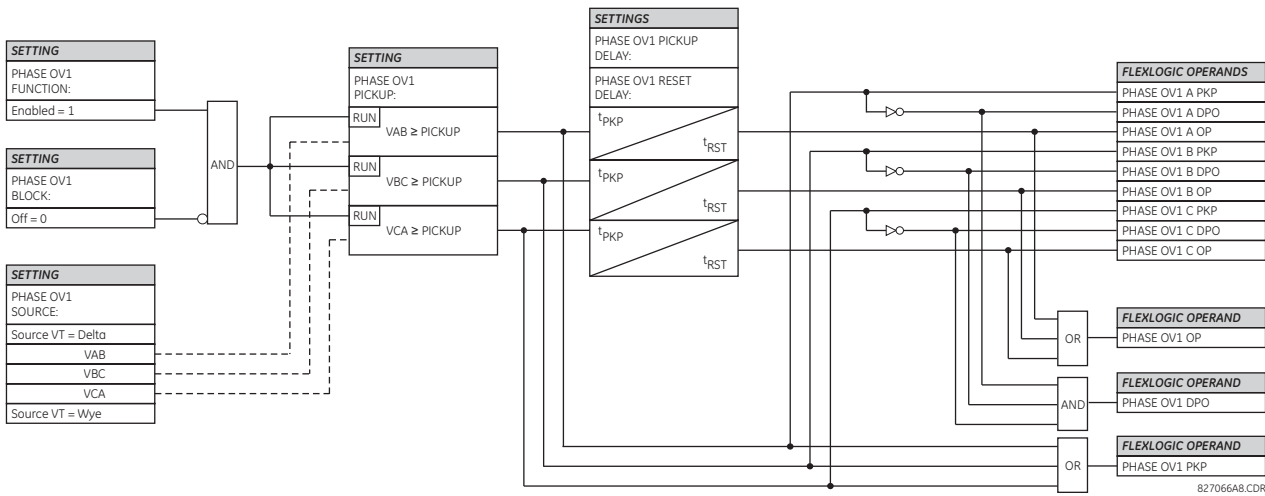 SETTING
PHASE OV1
FUNCTION:
Enabled = 1
SETTING
PHASE OV1
BLOCK:
Off = 0
SETTING
PHASE OV1
SOURCE:
Source VT = Delta
VAB
VBC
VCA
Source VT = Wye
AND
SETTING
PHASE OV1
PICKUP:
RUN
VAB ≥ PICKUP
RUN
VBC ≥ PICKUP
RUN
VCA ≥ PICKUP
SETTINGS
PHASE OV1 PICKUP
DELAY:
PHASE OV1 RESET
DELAY:
tPKP
tRST
tPKP
tRST
tPKP
tRST
FLEXLOGIC OPERANDS
PHASE OV1 A PKP
PHASE OV1 A DPO
PHASE OV1 A OP
PHASE OV1 B PKP
PHASE OV1 B DPO
PHASE OV1 B OP
PHASE OV1 C PKP
PHASE OV1 C DPO
PHASE OV1 C OP
OR
FLEXLOGIC OPERAND
PHASE OV1 OP
AND
FLEXLOGIC OPERAND
PHASE OV1 DPO
OR
FLEXLOGIC OPERAND
PHASE OV1 PKP
827066A8.CDR